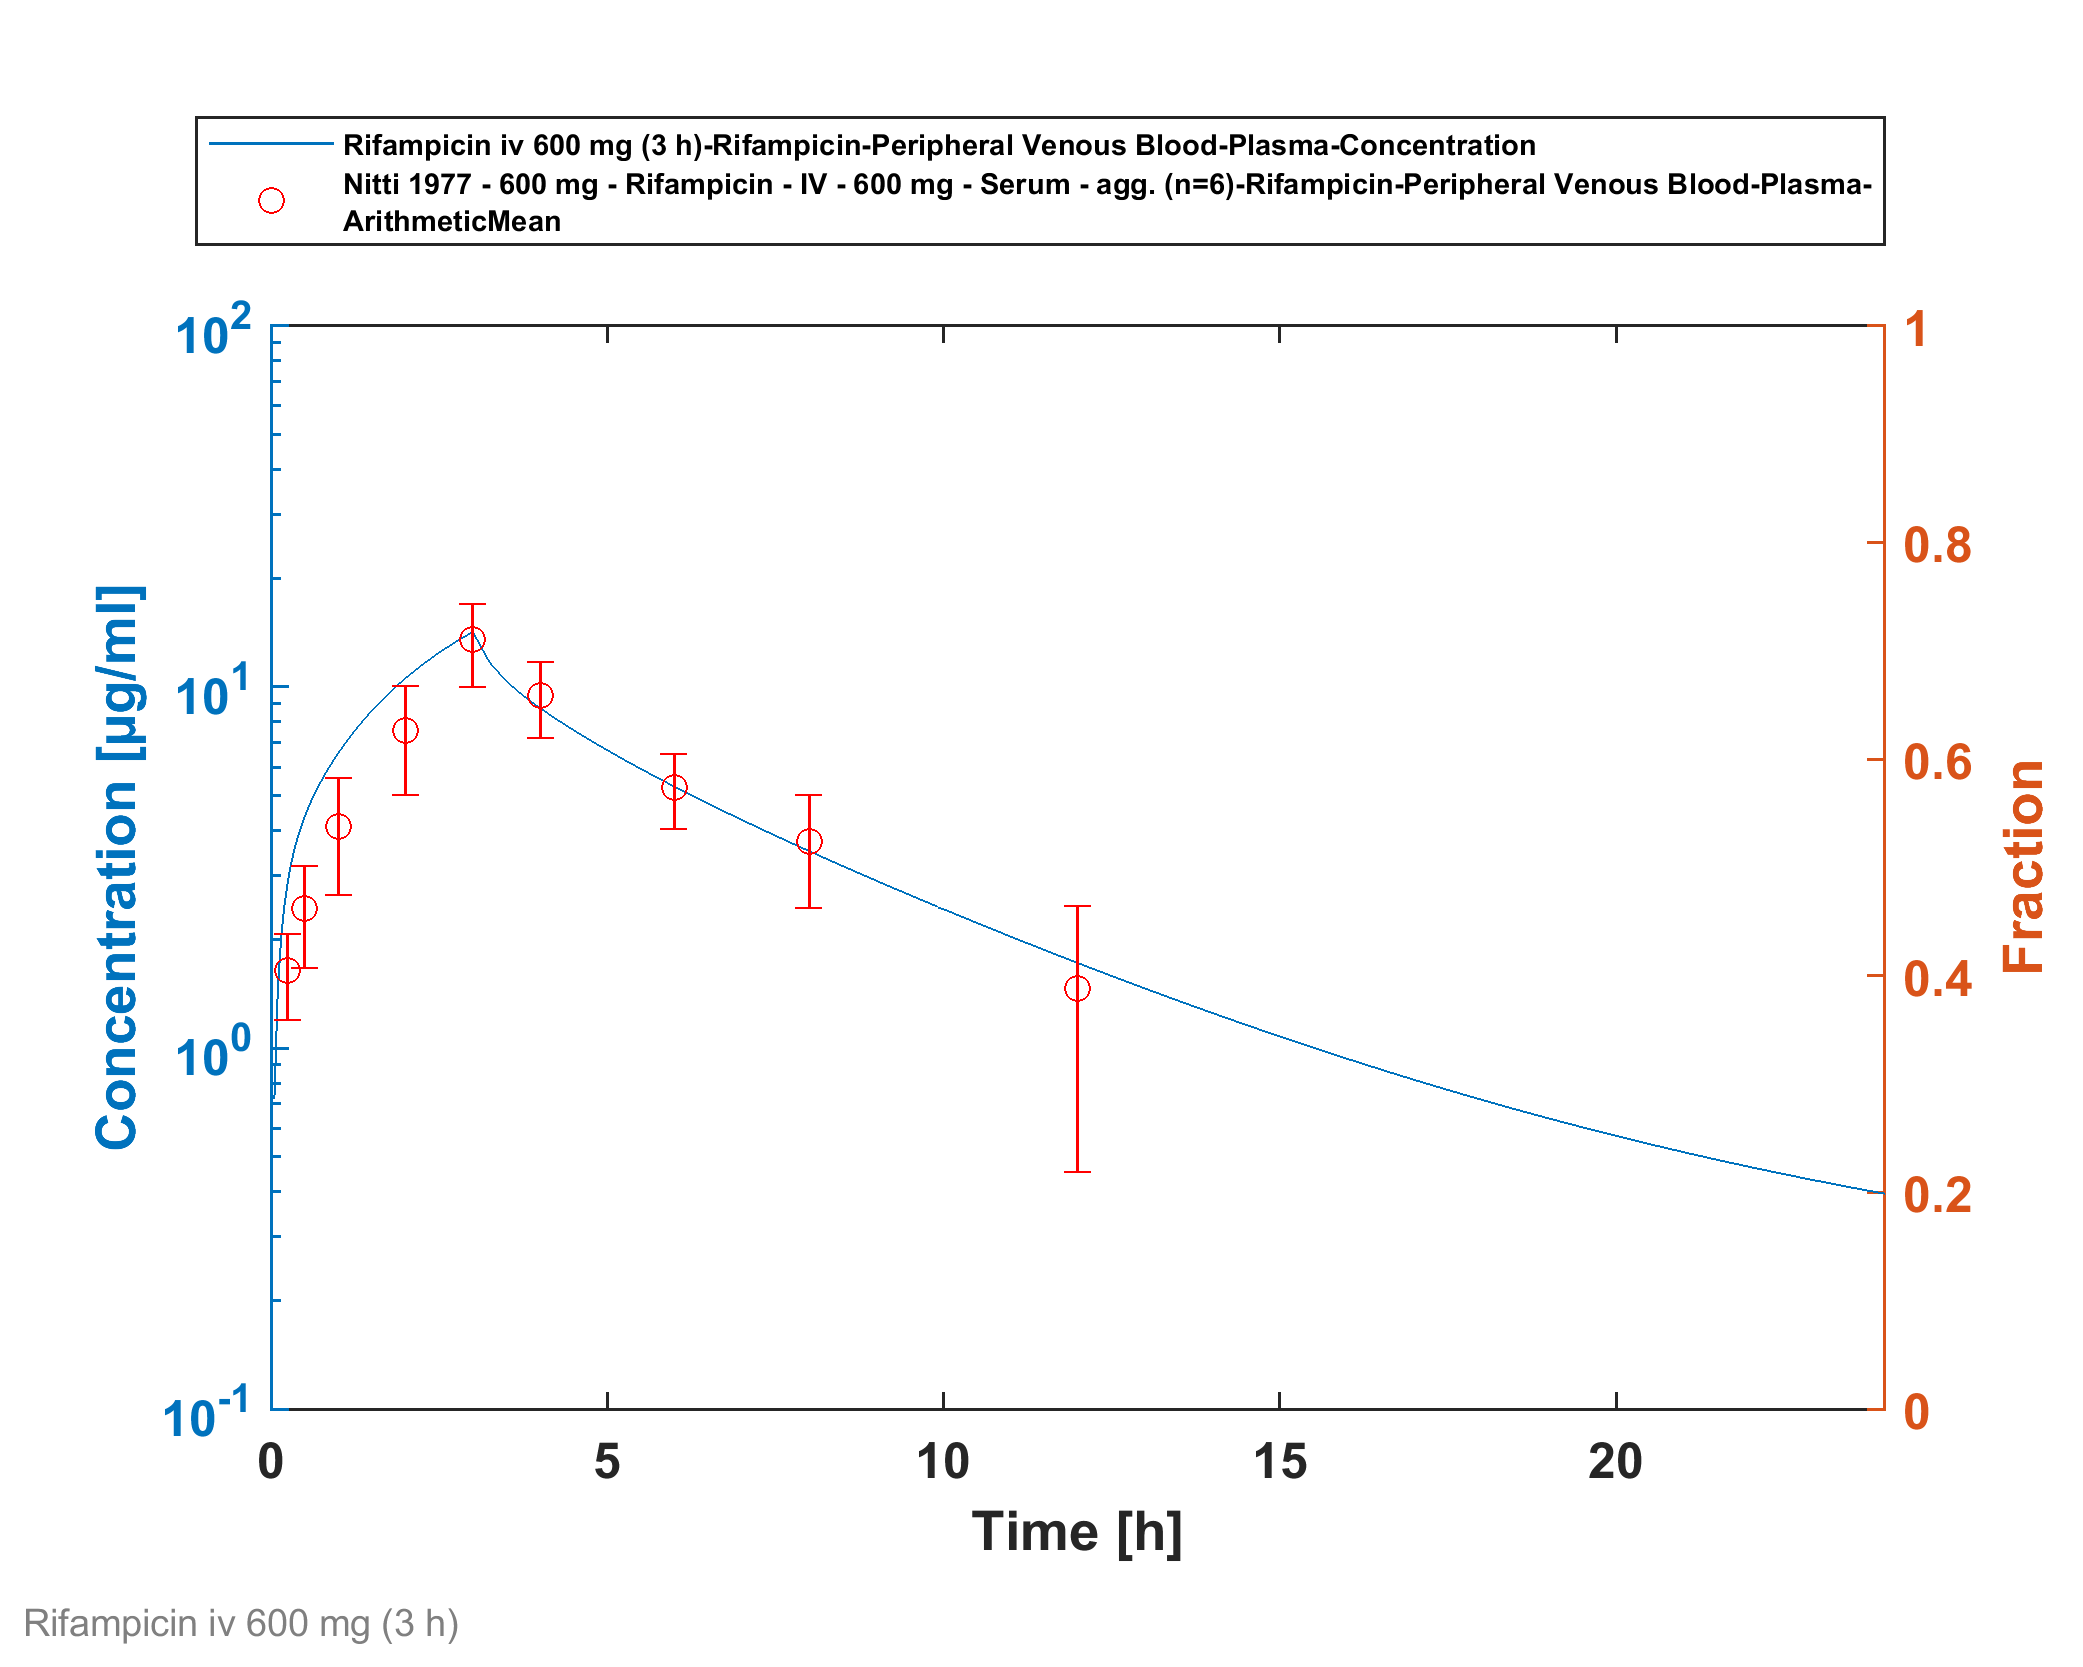 Rifampicin iv 600 mg (3 h)-Rifampicin-Peripheral Venous Blood-Plasma-Concentration
Nitti 1977 - 600 mg - Rifampicin - IV - 600 mg - Serum - agg. (n=6)-Rifampicin-Peripheral Venous Blood-Plasma-
ArithmeticMean
10^2
10^1
10^0
10^-1
Concentration [µg/ml]
1
0.8
0.6
0.4
0.2
0
Fraction
0 5 10 15 20
Time [h]
Rifampicin iv 600 mg (3 h)